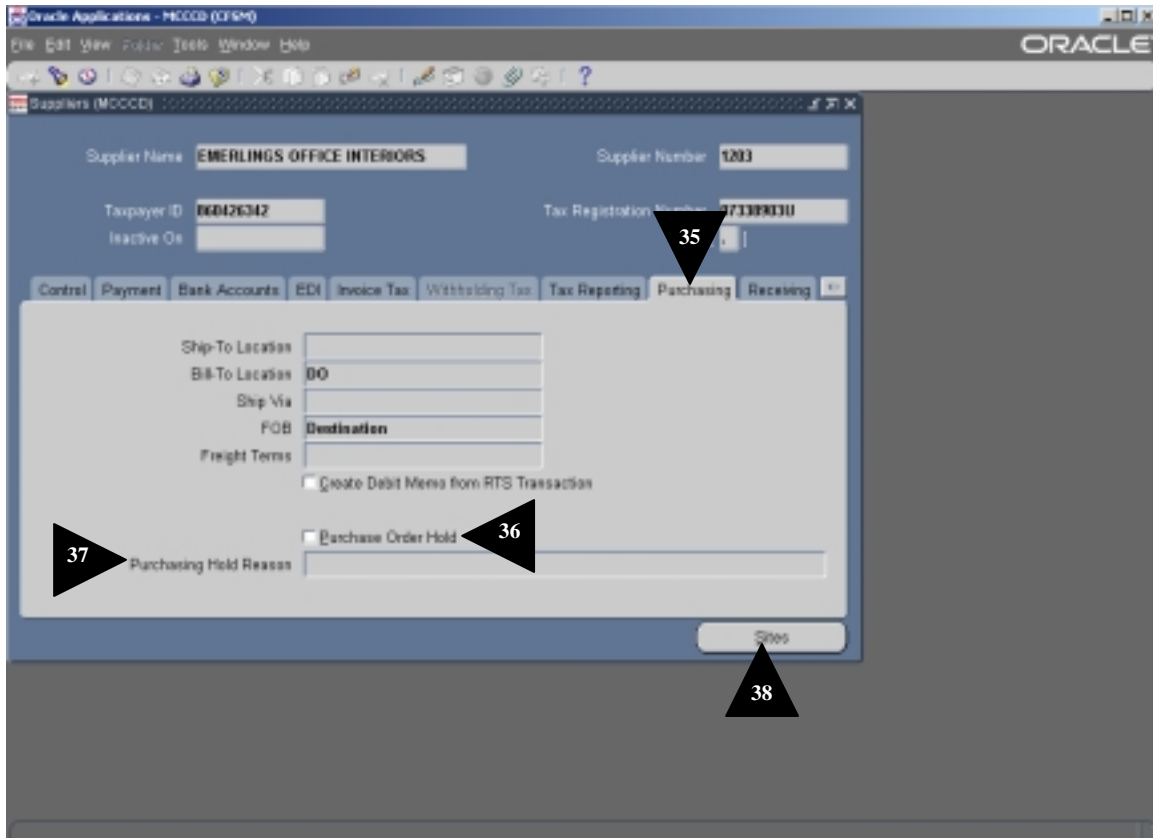 Oracle Applications - MCCCD (CFSM)
File Edit View Folder Tools Window Help
ORACLE
Suppliers (MCCCD)
Supplier Name EMERLINGS OFFICE INTERIORS Supplier Number 1203
Taxpayer ID 860426342 Tax Registration Number
Inactive On
35
Control Payment Bank Accounts EDI Invoice Tax Withholding Tax Tax Reporting Purchasing Receiving
Ship-To Location
Bill-To Location DO
Ship Via
FOB Destination
Freight Terms
Create Debit Memo from RTS Transaction
Purchase Order Hold 36
37 Purchasing Hold Reason
Sites
38